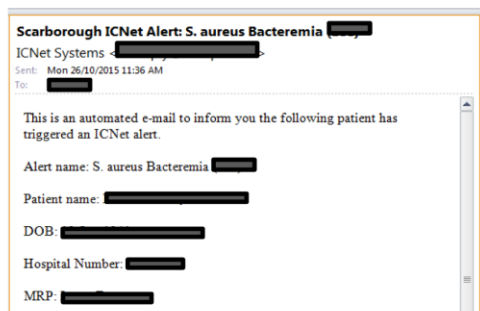 Scarborough ICNet Alert: S. aureus Bacteremia
ICNet Systems <
Sent: Mon 26/10/2015 11:36 AM
To:
This is an automated e-mail to inform you the following patient has
triggered an ICNet alert.
Alert name: S. aureus Bacteremia
Patient name:
DOB:
Hospital Number:
MRP: